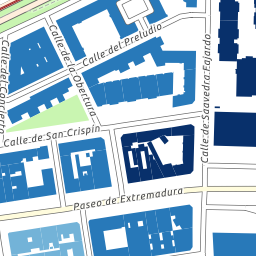 Calle del Preludio
Calle de la Obertura
Calle del Concierto
Calle de Saavedra Fajardo
Calle de San Crispín
Paseo de Extremadura